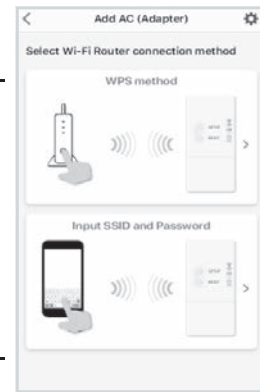 Add AC (Adapter)
Select Wi-Fi Router connection method
WPS method
Input SSID and Password